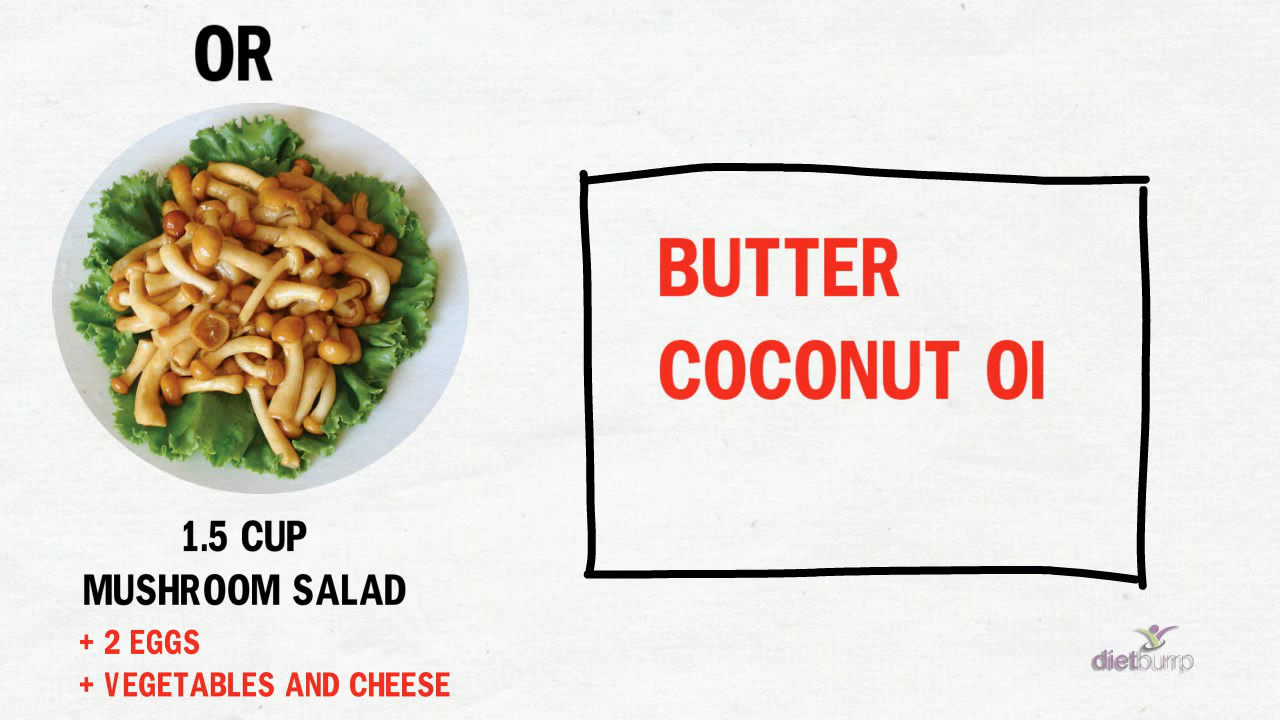 OR
1.5 CUP
MUSHROOM SALAD
+ 2 EGGS
+ VEGETABLES AND CHEESE
BUTTER
COCONUT OI
dietburrp